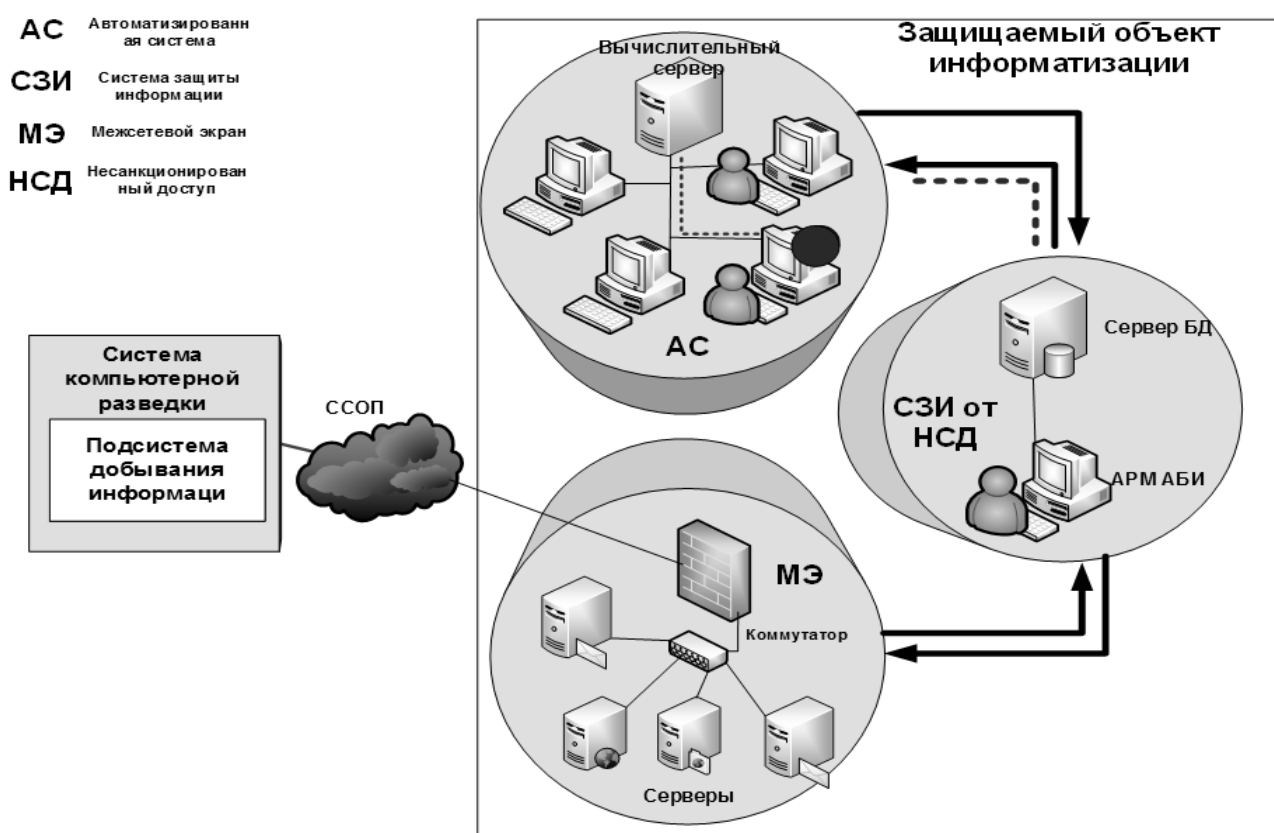 АС
Автоматизированн
ая система
СЗИ
Система защиты
информации
МЭ
Межсетевой экран
НСД
Несанкционирован
ный доступ
Защищаемый объект
информатизации
Вычислительный
сервер
АС
Сервер БД
СЗИ от
НСД
АРМ АБИ
Система
компьютерной
разведки
Подсистема
добывания
информаци
ССОП
МЭ
Коммутатор
Серверы